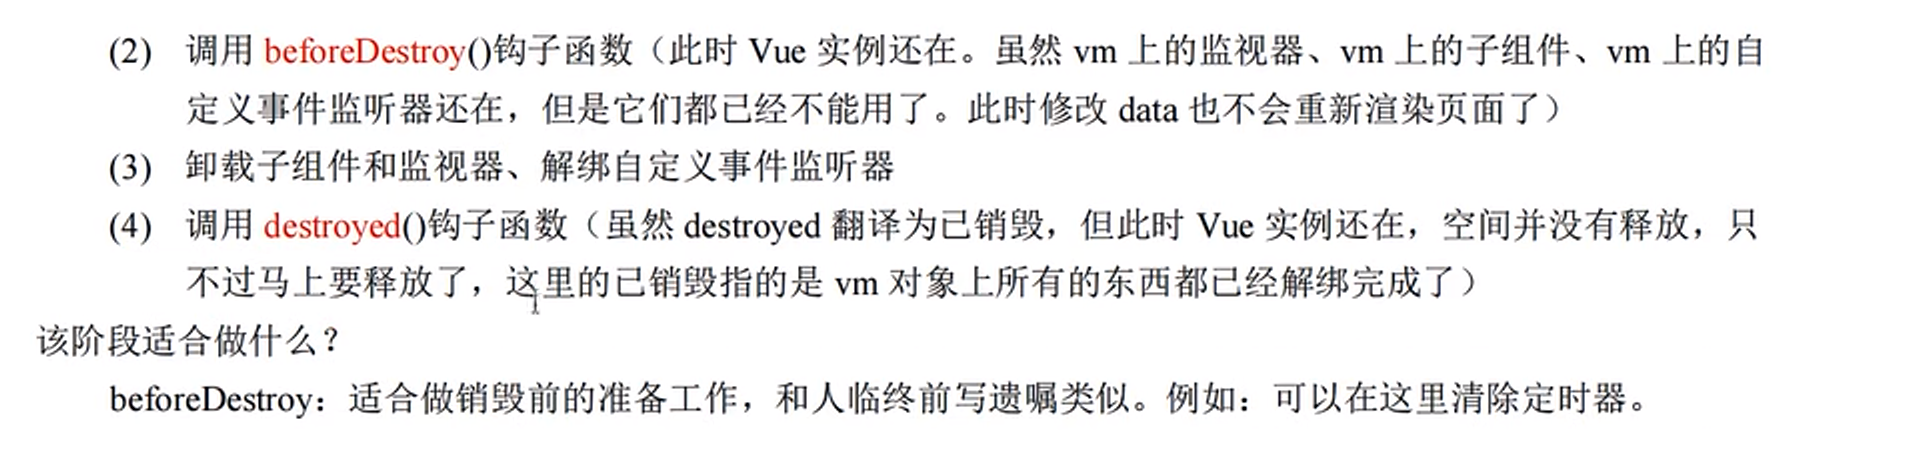 (2) 调用 beforeDestroy()钩子函数（此时 Vue 实例还在。虽然 vm 上的监视器、vm 上的子组件、vm 上的自
定义事件监听器还在，但是它们都已经不能用了。此时修改 data 也不会重新渲染页面了）
(3) 卸载子组件和监视器、解绑自定义事件监听器
(4) 调用 destroyed()钩子函数（虽然 destroyed 翻译为已销毁，但此时 Vue 实例还在，空间并没有释放，只
不过马上要释放了，这里的已销毁指的是 vm 对象上所有的东西都已经解绑完成了）
该阶段适合做什么？
beforeDestroy：适合做销毁前的准备工作，和人临终前写遗嘱类似。例如：可以在这里清除定时器。